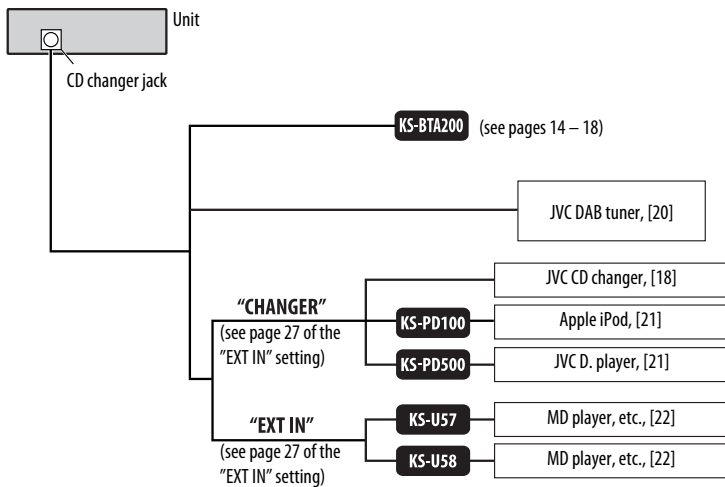 Unit
CD changer jack
KS-BTA200 (see pages 14 – 18)
JVC DAB tuner, [20]
JVC CD changer, [18]
"CHANGER"
(see page 27 of the
"EXT IN" setting)
KS-PD100
Apple iPod, [21]
KS-PD500
JVC D. player, [21]
"EXT IN"
(see page 27 of the
"EXT IN" setting)
KS-U57
MD player, etc., [22]
KS-U58
MD player, etc., [22]